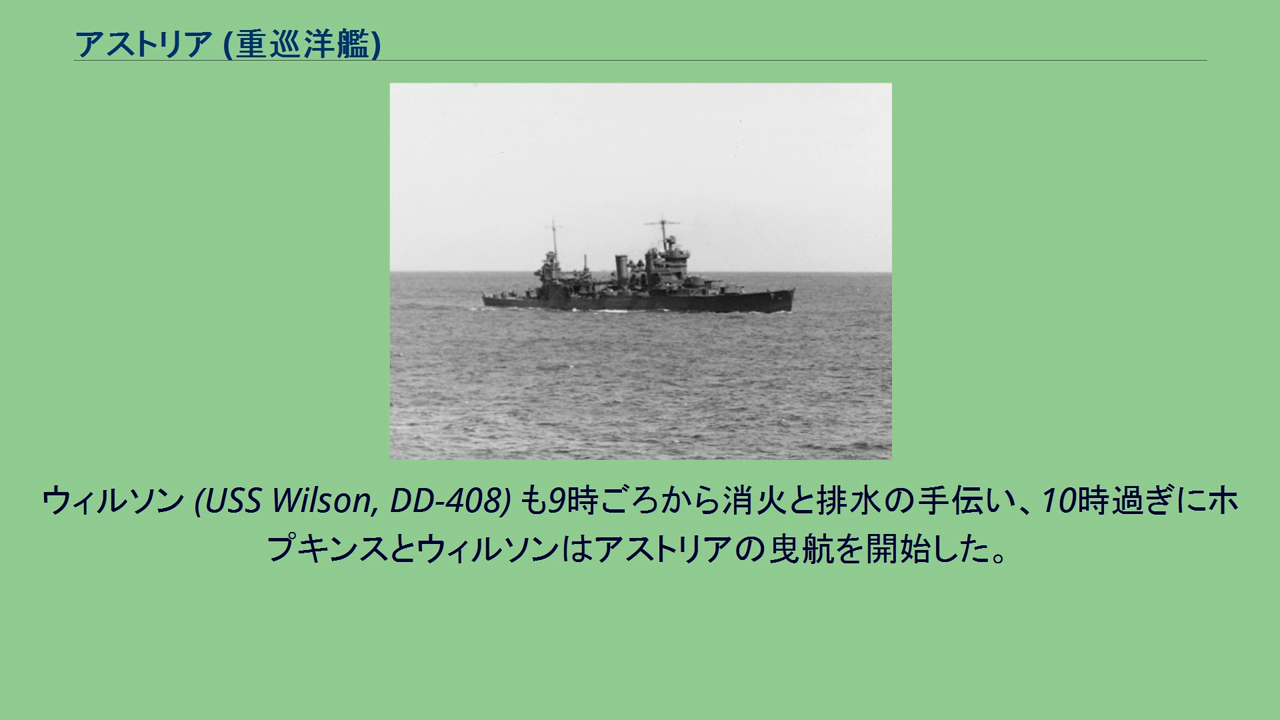 アストリア (重巡洋艦)
ウィルソン (USS Wilson, DD-408) も9時ごろから消火と排水の手伝い、10時過ぎにホ
プキンスとウィルソンはアストリアの曳航を開始した。